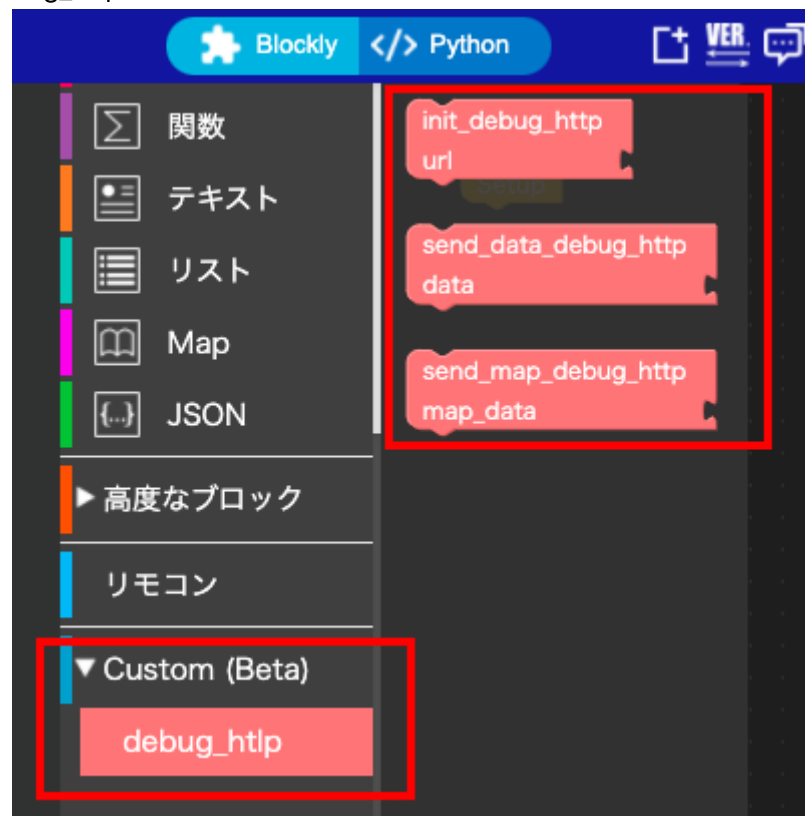 Blockly
</> Python
VER.
関数
テキスト
リスト
Map
JSON
高度なブロック
リモコン
Custom (Beta)
debug_htlp
init_debug_http
url
Setup
send_data_debug_http
data
send_map_debug_http
map_data